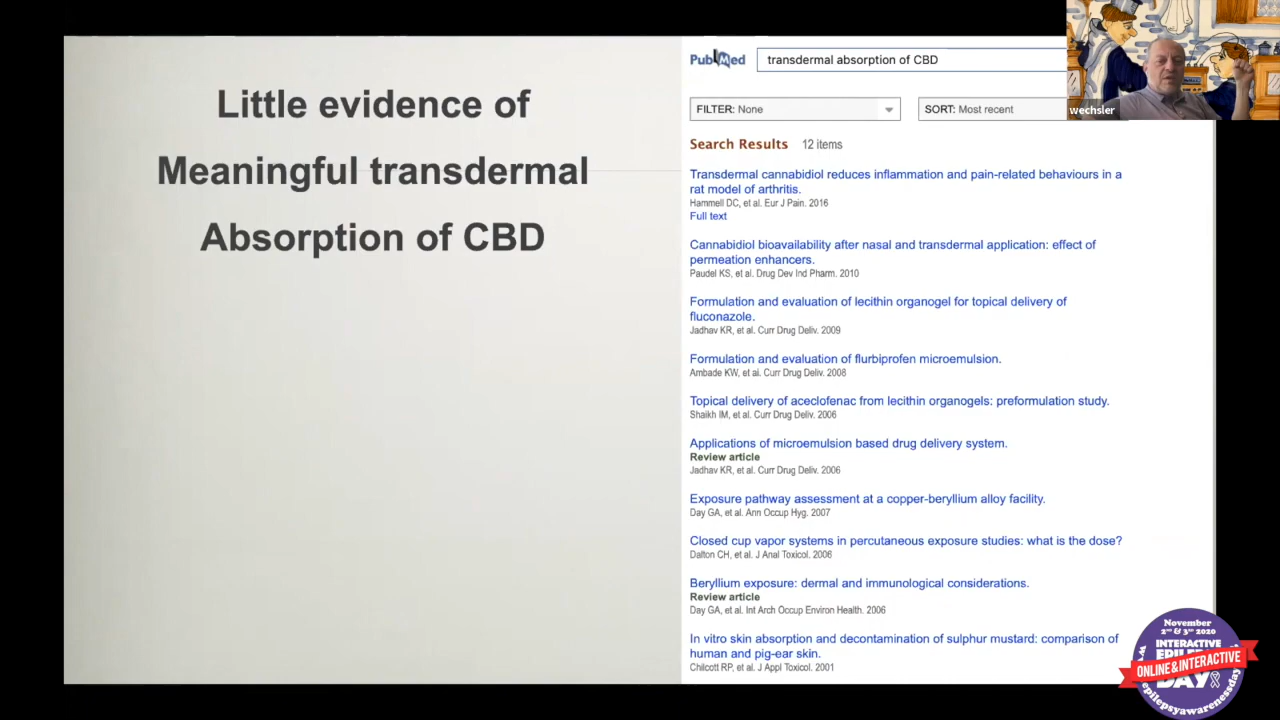 Little evidence of
Meaningful transdermal
Absorption of CBD
PubMed
transdermal absorption of CBD
FILTER: None
SORT: Most recent
Search Results 12 items
Transdermal cannabidiol reduces inflammation and pain-related behaviours in a
rat model of arthritis.
Hammell DC, et al. Eur J Pain. 2016
Full text
Cannabidiol bioavailability after nasal and transdermal application: effect of
permeation enhancers.
Paudel KS, et al. Drug Dev Ind Pharm. 2010
Formulation and evaluation of lecithin organogel for topical delivery of
fluconazole.
Jadhav KR, et al. Curr Drug Deliv. 2009
Formulation and evaluation of flurbiprofen microemulsion.
Ambade KW, et al. Curr Drug Deliv. 2008
Topical delivery of aceclofenac from lecithin organogels: preformulation study.
Shaikh IM, et al. Curr Drug Deliv. 2006
Applications of microemulsion based drug delivery system.
Review article
Jadhav KR, et al. Curr Drug Deliv. 2006
Exposure pathway assessment at a copper-beryllium alloy facility.
Day GA, et al. Ann Occup Hyg. 2007
Closed cup vapor systems in percutaneous exposure studies: what is the dose?
Dalton CH, et al. J Anal Toxicol. 2006
Beryllium exposure: dermal and immunological considerations.
Review article
Day GA, et al. Int Arch Occup Environ Health. 2006
In vitro skin absorption and decontamination of sulphur mustard: comparison of
human and pig-ear skin.
Chilcott RP, et al. J Appl Toxicol. 2001
wechsler
November
2ND & 3RD 2020
INTERACTIVE
ONLINE & INTERACTIVE
DAY
epilepsyawarenessday